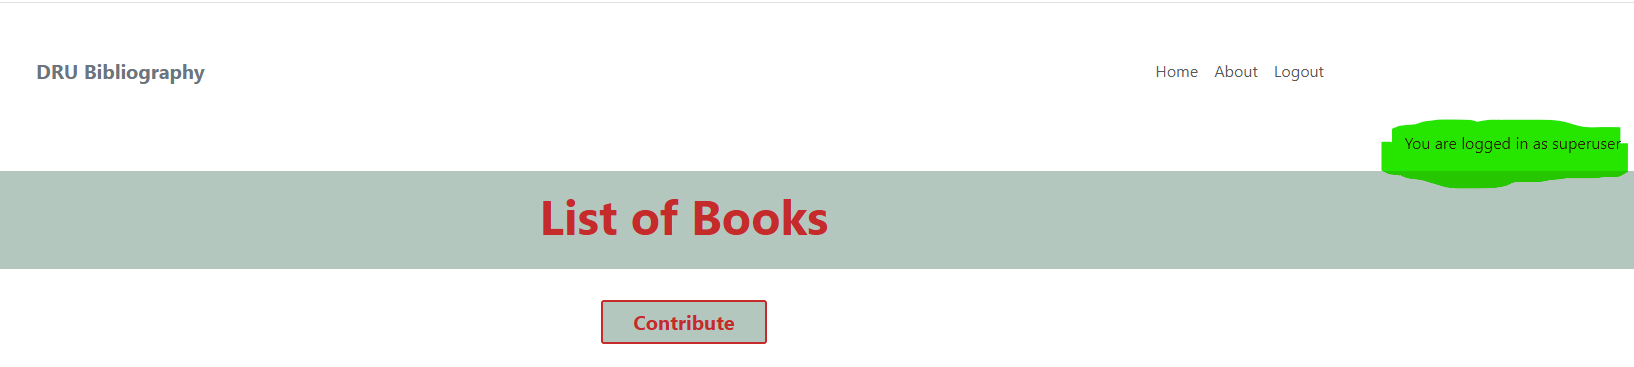 DRU Bibliography
Home About Logout
You are logged in as superuser
List of Books
Contribute